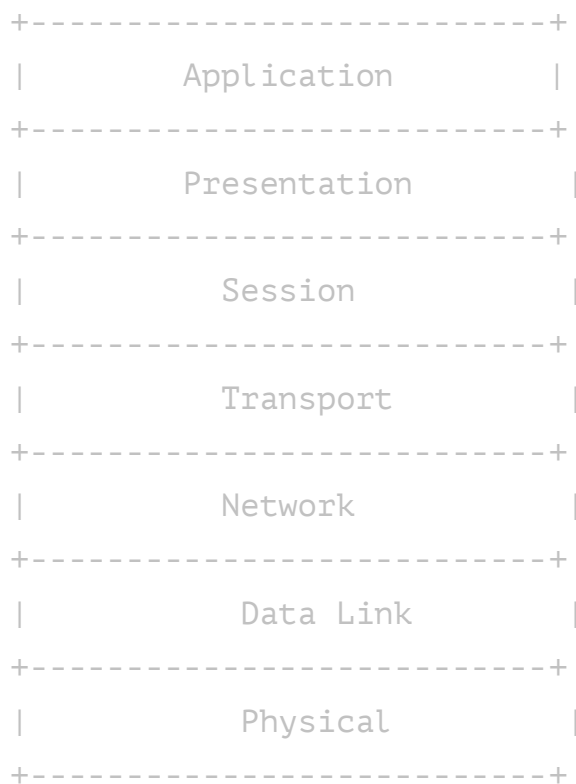 +---------------------------+
|        Application        |
+---------------------------+
|        Presentation        |
+---------------------------+
|          Session           |
+---------------------------+
|          Transport         |
+---------------------------+
|          Network           |
+---------------------------+
|           Data Link        |
+---------------------------+
|           Physical         |
+---------------------------+